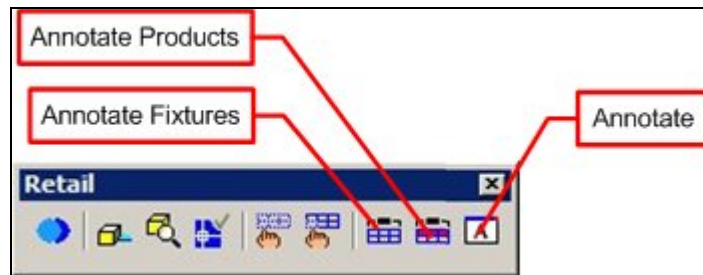 Annotate Products
Annotate Fixtures
Annotate
Retail
A